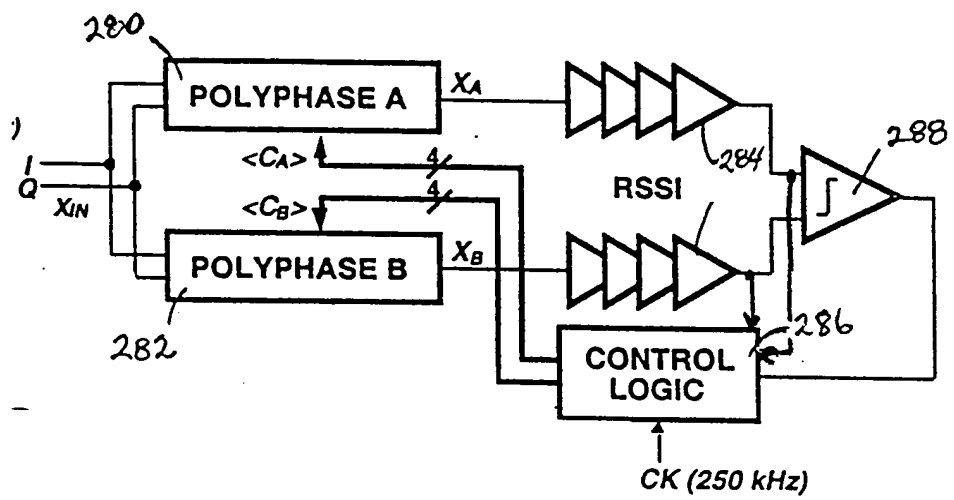 280
POLYPHASE A
XA
)
I
Q
XIN
<CA>
4
284
288
RSSI
<CB>
4
POLYPHASE B
XB
282
286
CONTROL
LOGIC
CK (250 kHz)